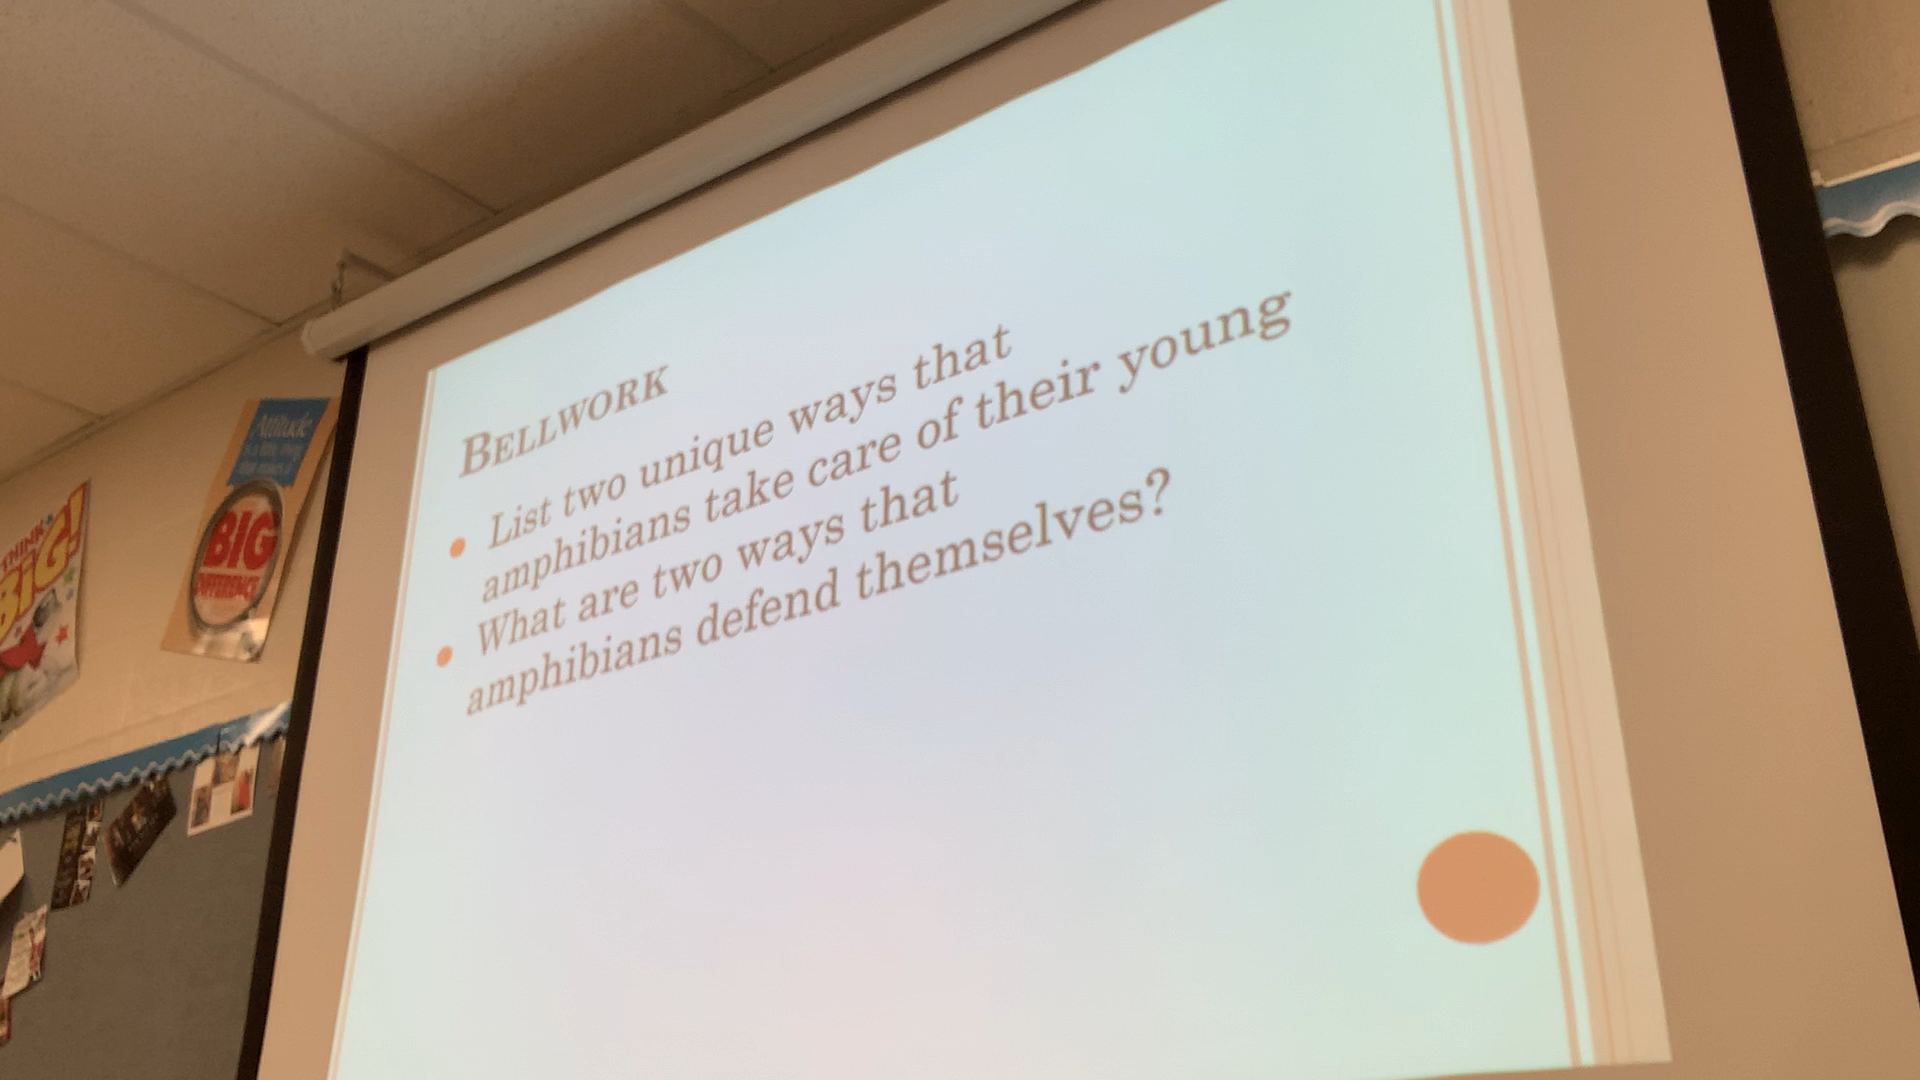 BELLWORK
List two unique ways that
amphibians take care of their young
What are two ways that
amphibians defend themselves?
Attitude
BIG
DIFFERENCE
THINK
BiG!